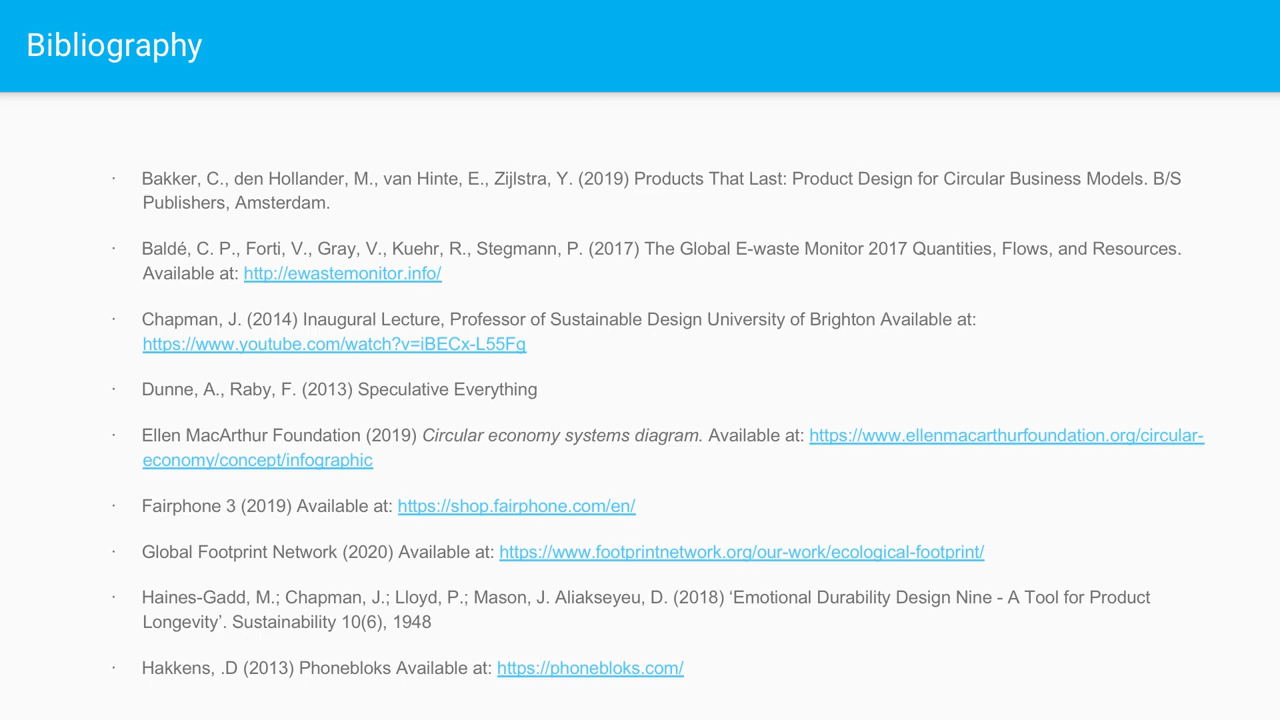 Bibliography
· Bakker, C., den Hollander, M., van Hinte, E., Zijlstra, Y. (2019) Products That Last: Product Design for Circular Business Models. B/S
Publishers, Amsterdam.
· Baldé, C. P., Forti, V., Gray, V., Kuehr, R., Stegmann, P. (2017) The Global E-waste Monitor 2017 Quantities, Flows, and Resources.
Available at: http://ewastemonitor.info/
· Chapman, J. (2014) Inaugural Lecture, Professor of Sustainable Design University of Brighton Available at:
https://www.youtube.com/watch?v=iBECx-L55Fg
· Dunne, A., Raby, F. (2013) Speculative Everything
· Ellen MacArthur Foundation (2019) Circular economy systems diagram. Available at: https://www.ellenmacarthurfoundation.org/circular-
economy/concept/infographic
· Fairphone 3 (2019) Available at: https://shop.fairphone.com/en/
· Global Footprint Network (2020) Available at: https://www.footprintnetwork.org/our-work/ecological-footprint/
· Haines-Gadd, M.; Chapman, J.; Lloyd, P.; Mason, J. Aliakseyeu, D. (2018) ‘Emotional Durability Design Nine - A Tool for Product
Longevity’. Sustainability 10(6), 1948
· Hakkens, .D (2013) Phonebloks Available at: https://phonebloks.com/